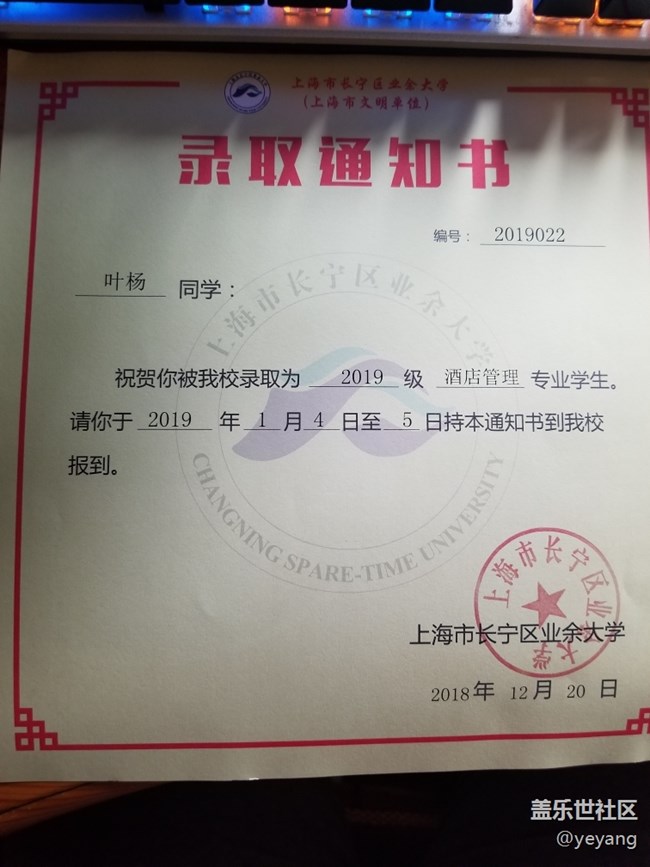 上海市长宁区业余大学
(上海市文明单位)
录取通知书
编号： 2019022
叶杨 同学：
上海市长宁区业余大学
祝贺你被我校录取为 2019 级 酒店管理 专业学生。
请你于 2019 年 1 月 4 日至 5 日持本通知书到我校
报到。
CHANGNING SPARE-TIME UNIVERSITY
上海市长宁区业余大学
上海市长宁区业余大学
2018年 12月 20 日
盖乐世社区
@yeyang